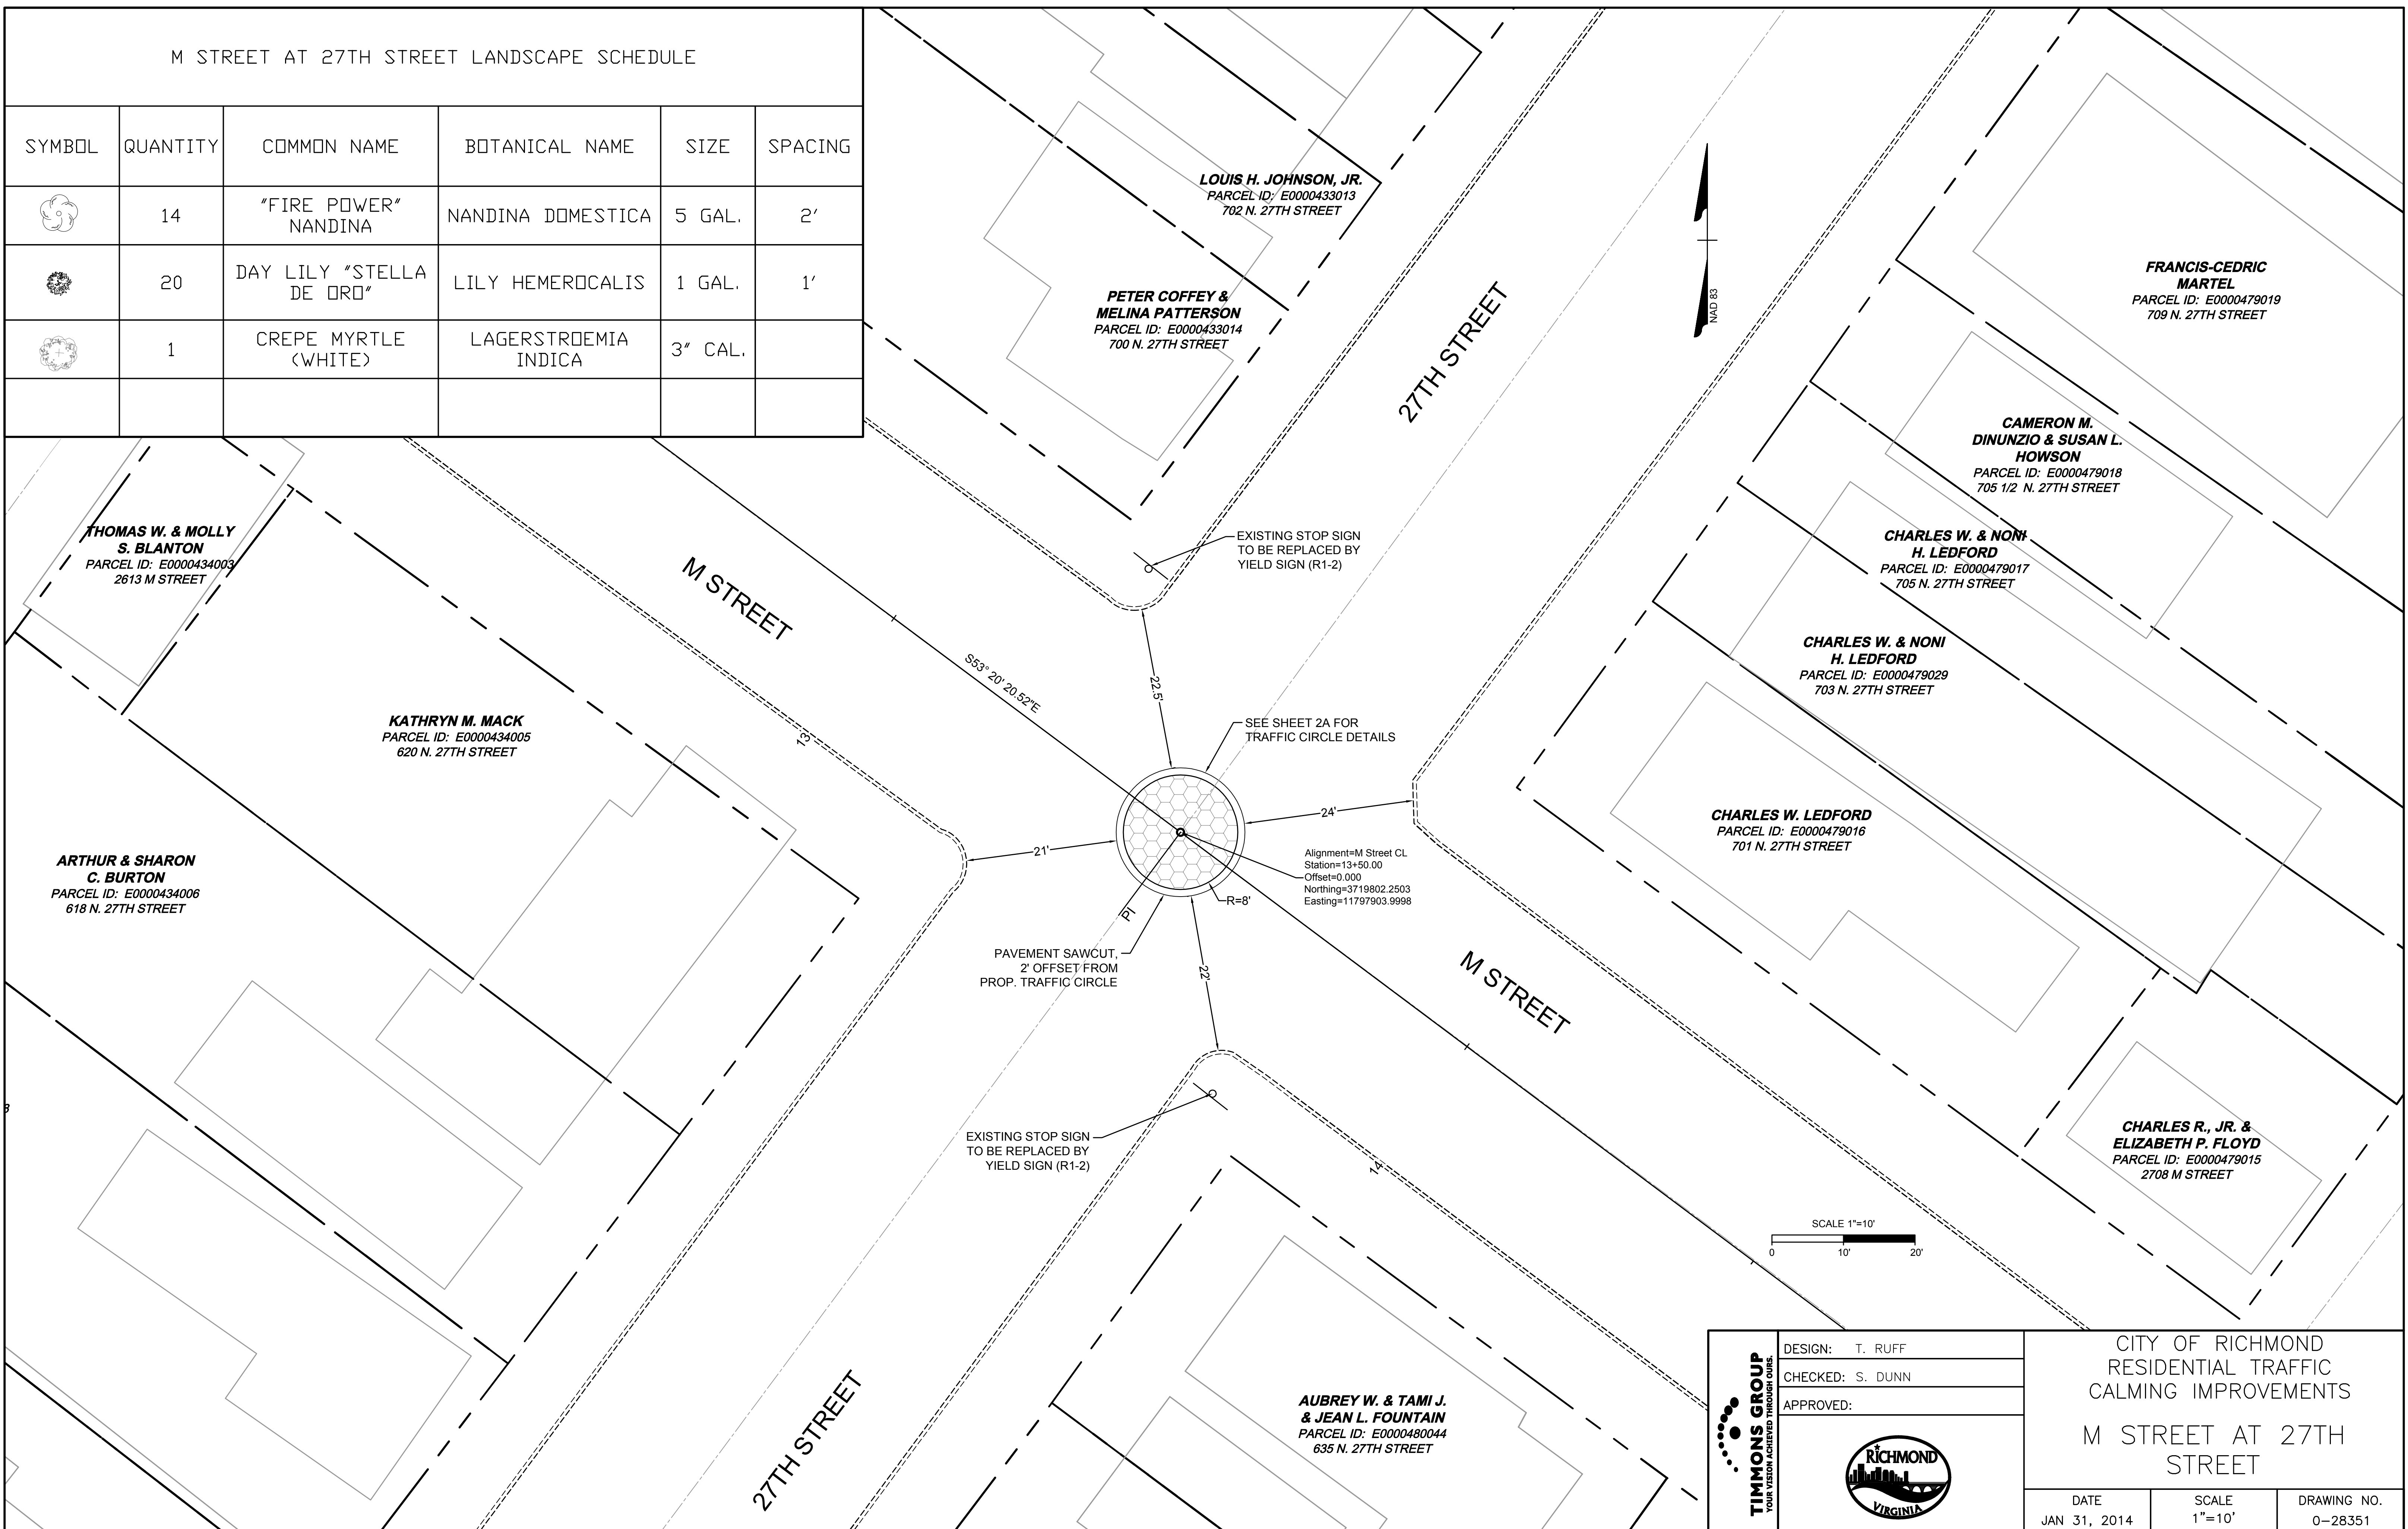 M STREET AT 27TH STREET LANDSCAPE SCHEDULE
SYMBOL QUANTITY COMMON NAME BOTANICAL NAME SIZE SPACING
14 "FIRE POWER" NANDINA NANDINA DOMESTICA 5 GAL. 2'
20 DAY LILY "STELLA DE ORO" LILY HEMEROCALIS 1 GAL. 1'
1 CREPE MYRTLE (WHITE) LAGERSTROEMIA INDICA 3" CAL.
LOUIS H. JOHNSON, JR.
PARCEL ID: E0000433013
702 N. 27TH STREET
PETER COFFEY &
MELINA PATTERSON
PARCEL ID: E0000433014
700 N. 27TH STREET
27TH STREET
NAD 83
FRANCIS-CEDRIC
MARTEL
PARCEL ID: E0000479019
709 N. 27TH STREET
CAMERON M.
DINUNZIO & SUSAN L.
HOWSON
PARCEL ID: E0000479018
705 1/2 N. 27TH STREET
CHARLES W. & NONI
H. LEDFORD
PARCEL ID: E0000479017
705 N. 27TH STREET
CHARLES W. & NONI
H. LEDFORD
PARCEL ID: E0000479029
703 N. 27TH STREET
CHARLES W. LEDFORD
PARCEL ID: E0000479016
701 N. 27TH STREET
THOMAS W. & MOLLY
S. BLANTON
PARCEL ID: E0000434003
2613 M STREET
EXISTING STOP SIGN
TO BE REPLACED BY
YIELD SIGN (R1-2)
M STREET
S53° 20' 20.52"E
22.5'
KATHRYN M. MACK
PARCEL ID: E0000434005
620 N. 27TH STREET
13
SEE SHEET 2A FOR
TRAFFIC CIRCLE DETAILS
24'
21'
Alignment=M Street CL
Station=13+50.00
Offset=0.000
Northing=3719802.2503
Easting=11797903.9998
R=8'
PI
ARTHUR & SHARON
C. BURTON
PARCEL ID: E0000434006
618 N. 27TH STREET
PAVEMENT SAWCUT,
2' OFFSET FROM
PROP. TRAFFIC CIRCLE
22'
M STREET
EXISTING STOP SIGN
TO BE REPLACED BY
YIELD SIGN (R1-2)
14
CHARLES R., JR. &
ELIZABETH P. FLOYD
PARCEL ID: E0000479015
2708 M STREET
SCALE 1"=10'
0 10' 20'
27TH STREET
AUBREY W. & TAMI J.
& JEAN L. FOUNTAIN
PARCEL ID: E0000480044
635 N. 27TH STREET
TIMMONS GROUP
YOUR VISION ACHIEVED THROUGH OURS.
DESIGN: T. RUFF
CHECKED: S. DUNN
APPROVED:
RICHMOND
VIRGINIA
CITY OF RICHMOND
RESIDENTIAL TRAFFIC
CALMING IMPROVEMENTS
M STREET AT 27TH
STREET
DATE SCALE DRAWING NO.
JAN 31, 2014 1"=10' 0-28351